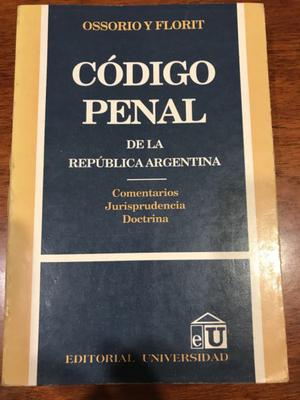 OSSORIO Y FLORIT
CÓDIGO
PENAL
DE LA
REPÚBLICA ARGENTINA
Comentarios
Jurisprudencia
Doctrina
eU
EDITORIAL UNIVERSIDAD